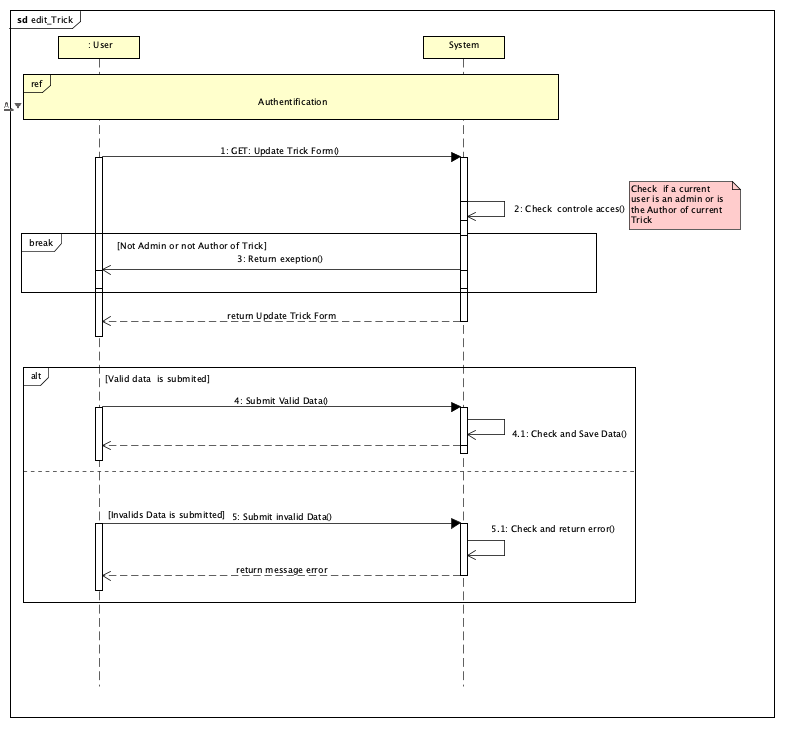 sd edit_Trick
: User
System
ref
Authentification
1: GET: Update Trick Form()
2: Check  controle acces()
Check  if a current
user is an admin or is
the Author of current
Trick
break
[Not Admin or not Author of Trick]
3: Return exeption()
return Update Trick Form
alt
[Valid data  is submited]
4: Submit Valid Data()
4.1: Check and Save Data()
[Invalids Data is submitted]
5: Submit invalid Data()
5.1: Check and return error()
return message error